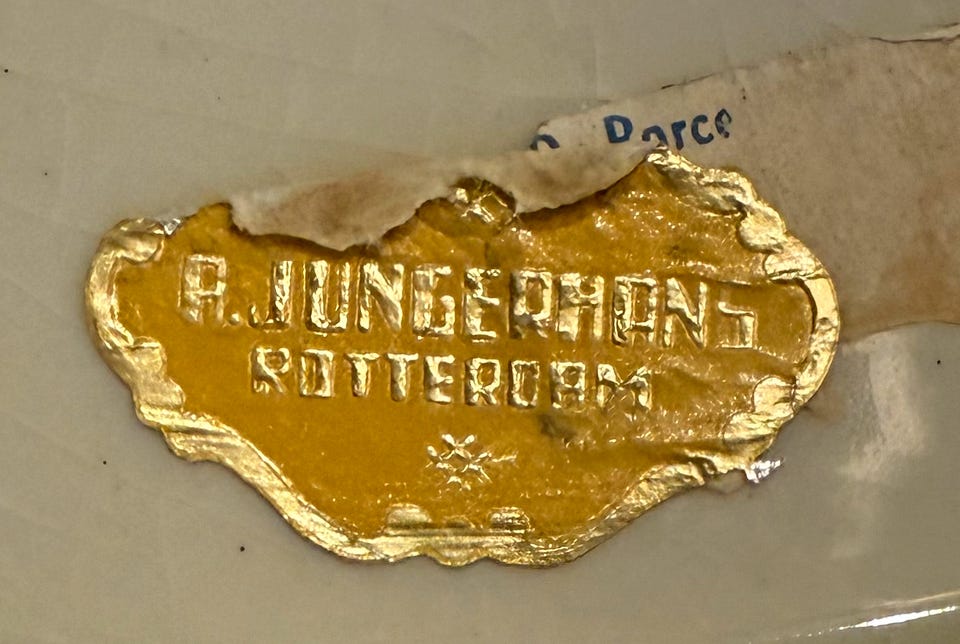 Porce
A. JUNGERHANS
ROTTERDAM